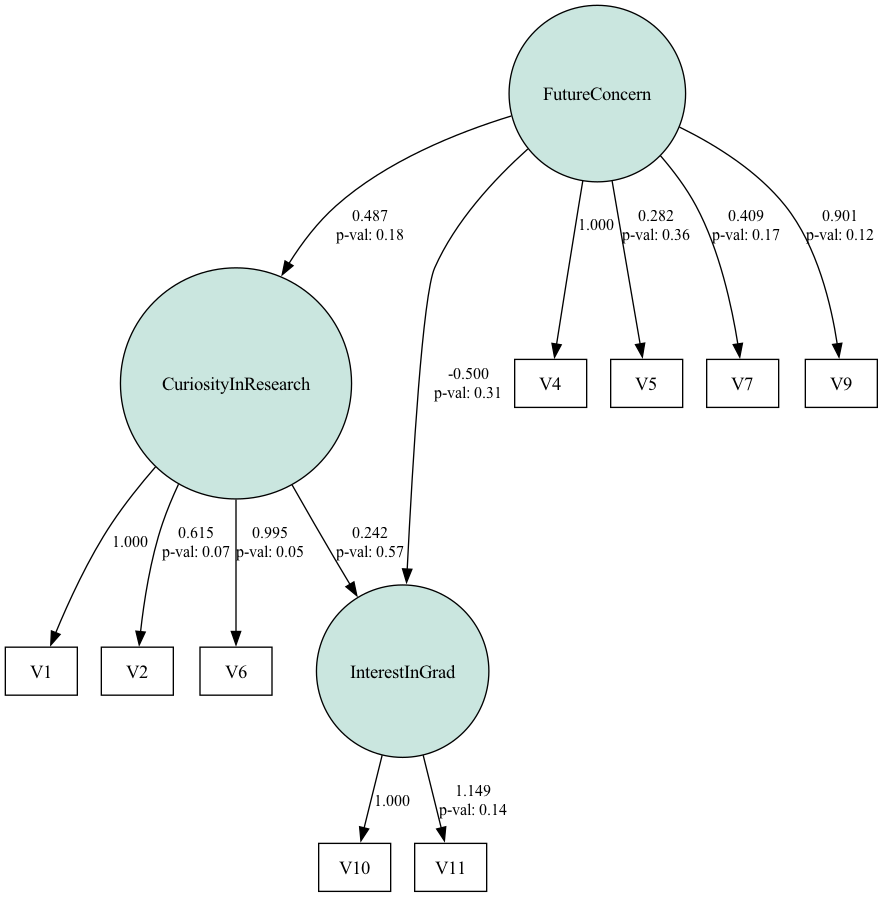 FutureConcern
0.487
p-val: 0.18
1.000
0.282
p-val: 0.36
0.409
p-val: 0.17
0.901
p-val: 0.12
-0.500
p-val: 0.31
V4
V5
V7
V9
CuriosityInResearch
1.000
0.615
p-val: 0.07
0.995
p-val: 0.05
0.242
p-val: 0.57
V1
V2
V6
InterestInGrad
1.000
1.149
p-val: 0.14
V10
V11